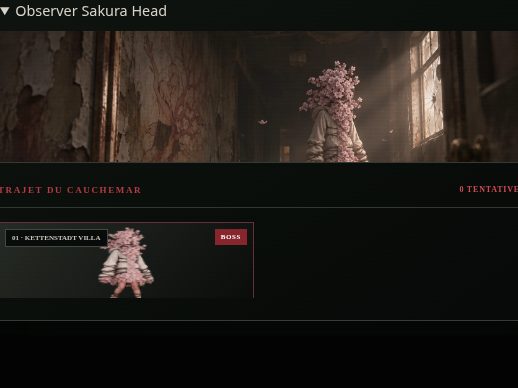 ▼ Observer Sakura Head
TRAJET DU CAUCHEMAR
0 TENTATIVE
01 · KETTENSTADT VILLA
BOSS